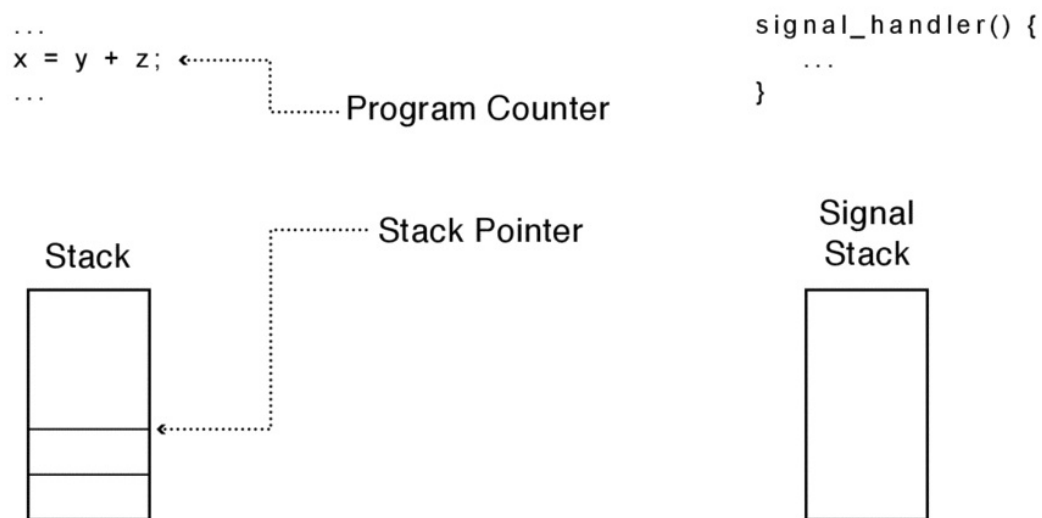 ...
x = y + z;
...
Program Counter
signal_handler() {
...
}
Stack Pointer
Stack
Signal
Stack